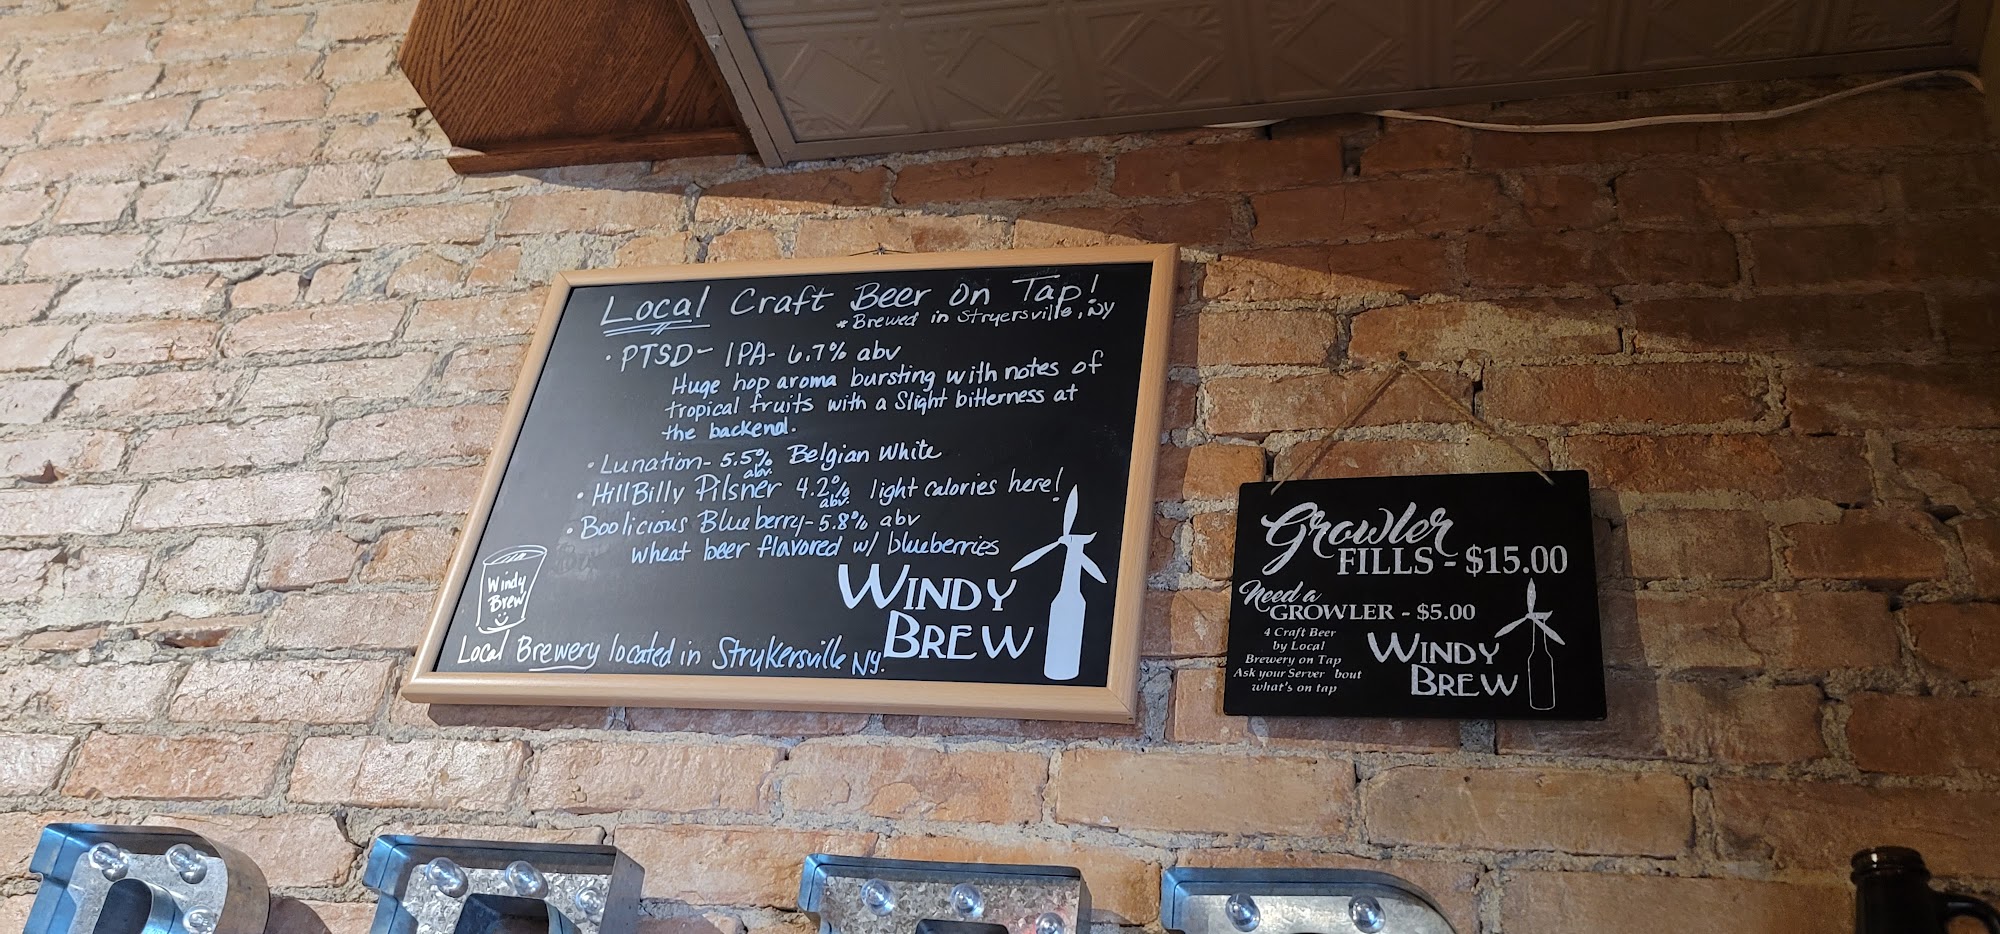 Local Craft Beer on Tap!
* Brewed in Stryersville, NY
• PTSD - IPA - 6.7% abv
Huge hop aroma bursting with notes of
tropical fruits with a slight bitterness at
the backend.
• Lunation - 5.5% abv. Belgian White
• HillBilly Pilsner 4.2% abv. light calories here!
• Boolicious Blueberry - 5.8% abv
wheat beer flavored w/ blueberries
Windy
Brew
WINDY
BREW
Local Brewery located in Strykersville NY.
Growler
FILLS - $15.00
Need a
GROWLER - $5.00
4 Craft Beer
by Local
Brewery on Tap
Ask your Server 'bout
what's on tap
WINDY
BREW